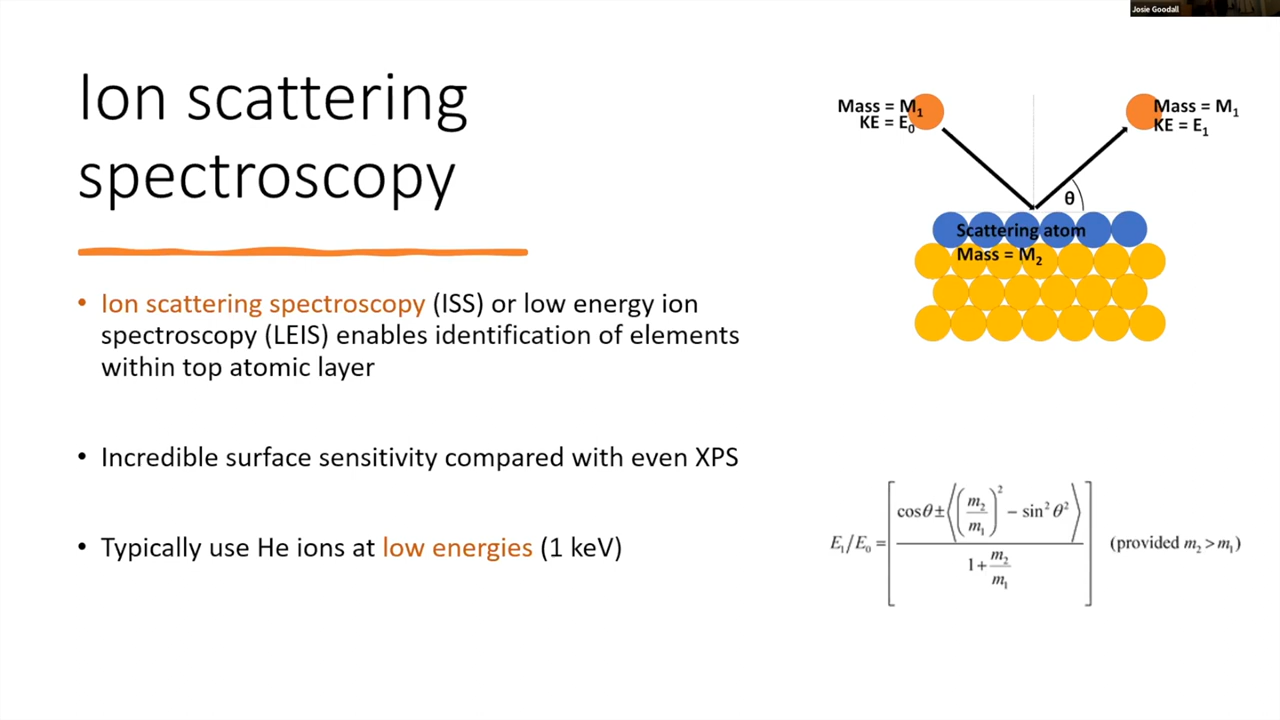 Josie Goodall
Ion scattering
spectroscopy
• Ion scattering spectroscopy (ISS) or low energy ion
spectroscopy (LEIS) enables identification of elements
within top atomic layer
• Incredible surface sensitivity compared with even XPS
• Typically use He ions at low energies (1 keV)
Mass = M₁
KE = E₀
Mass = M₁
KE = E₁
θ
Scattering atom
Mass = M₂
E₁/E₀ = [ (cosθ ± ⟨(m₂/m₁)² − sin²θ²⟩) / (1 + m₂/m₁) ] (provided m₂ > m₁)